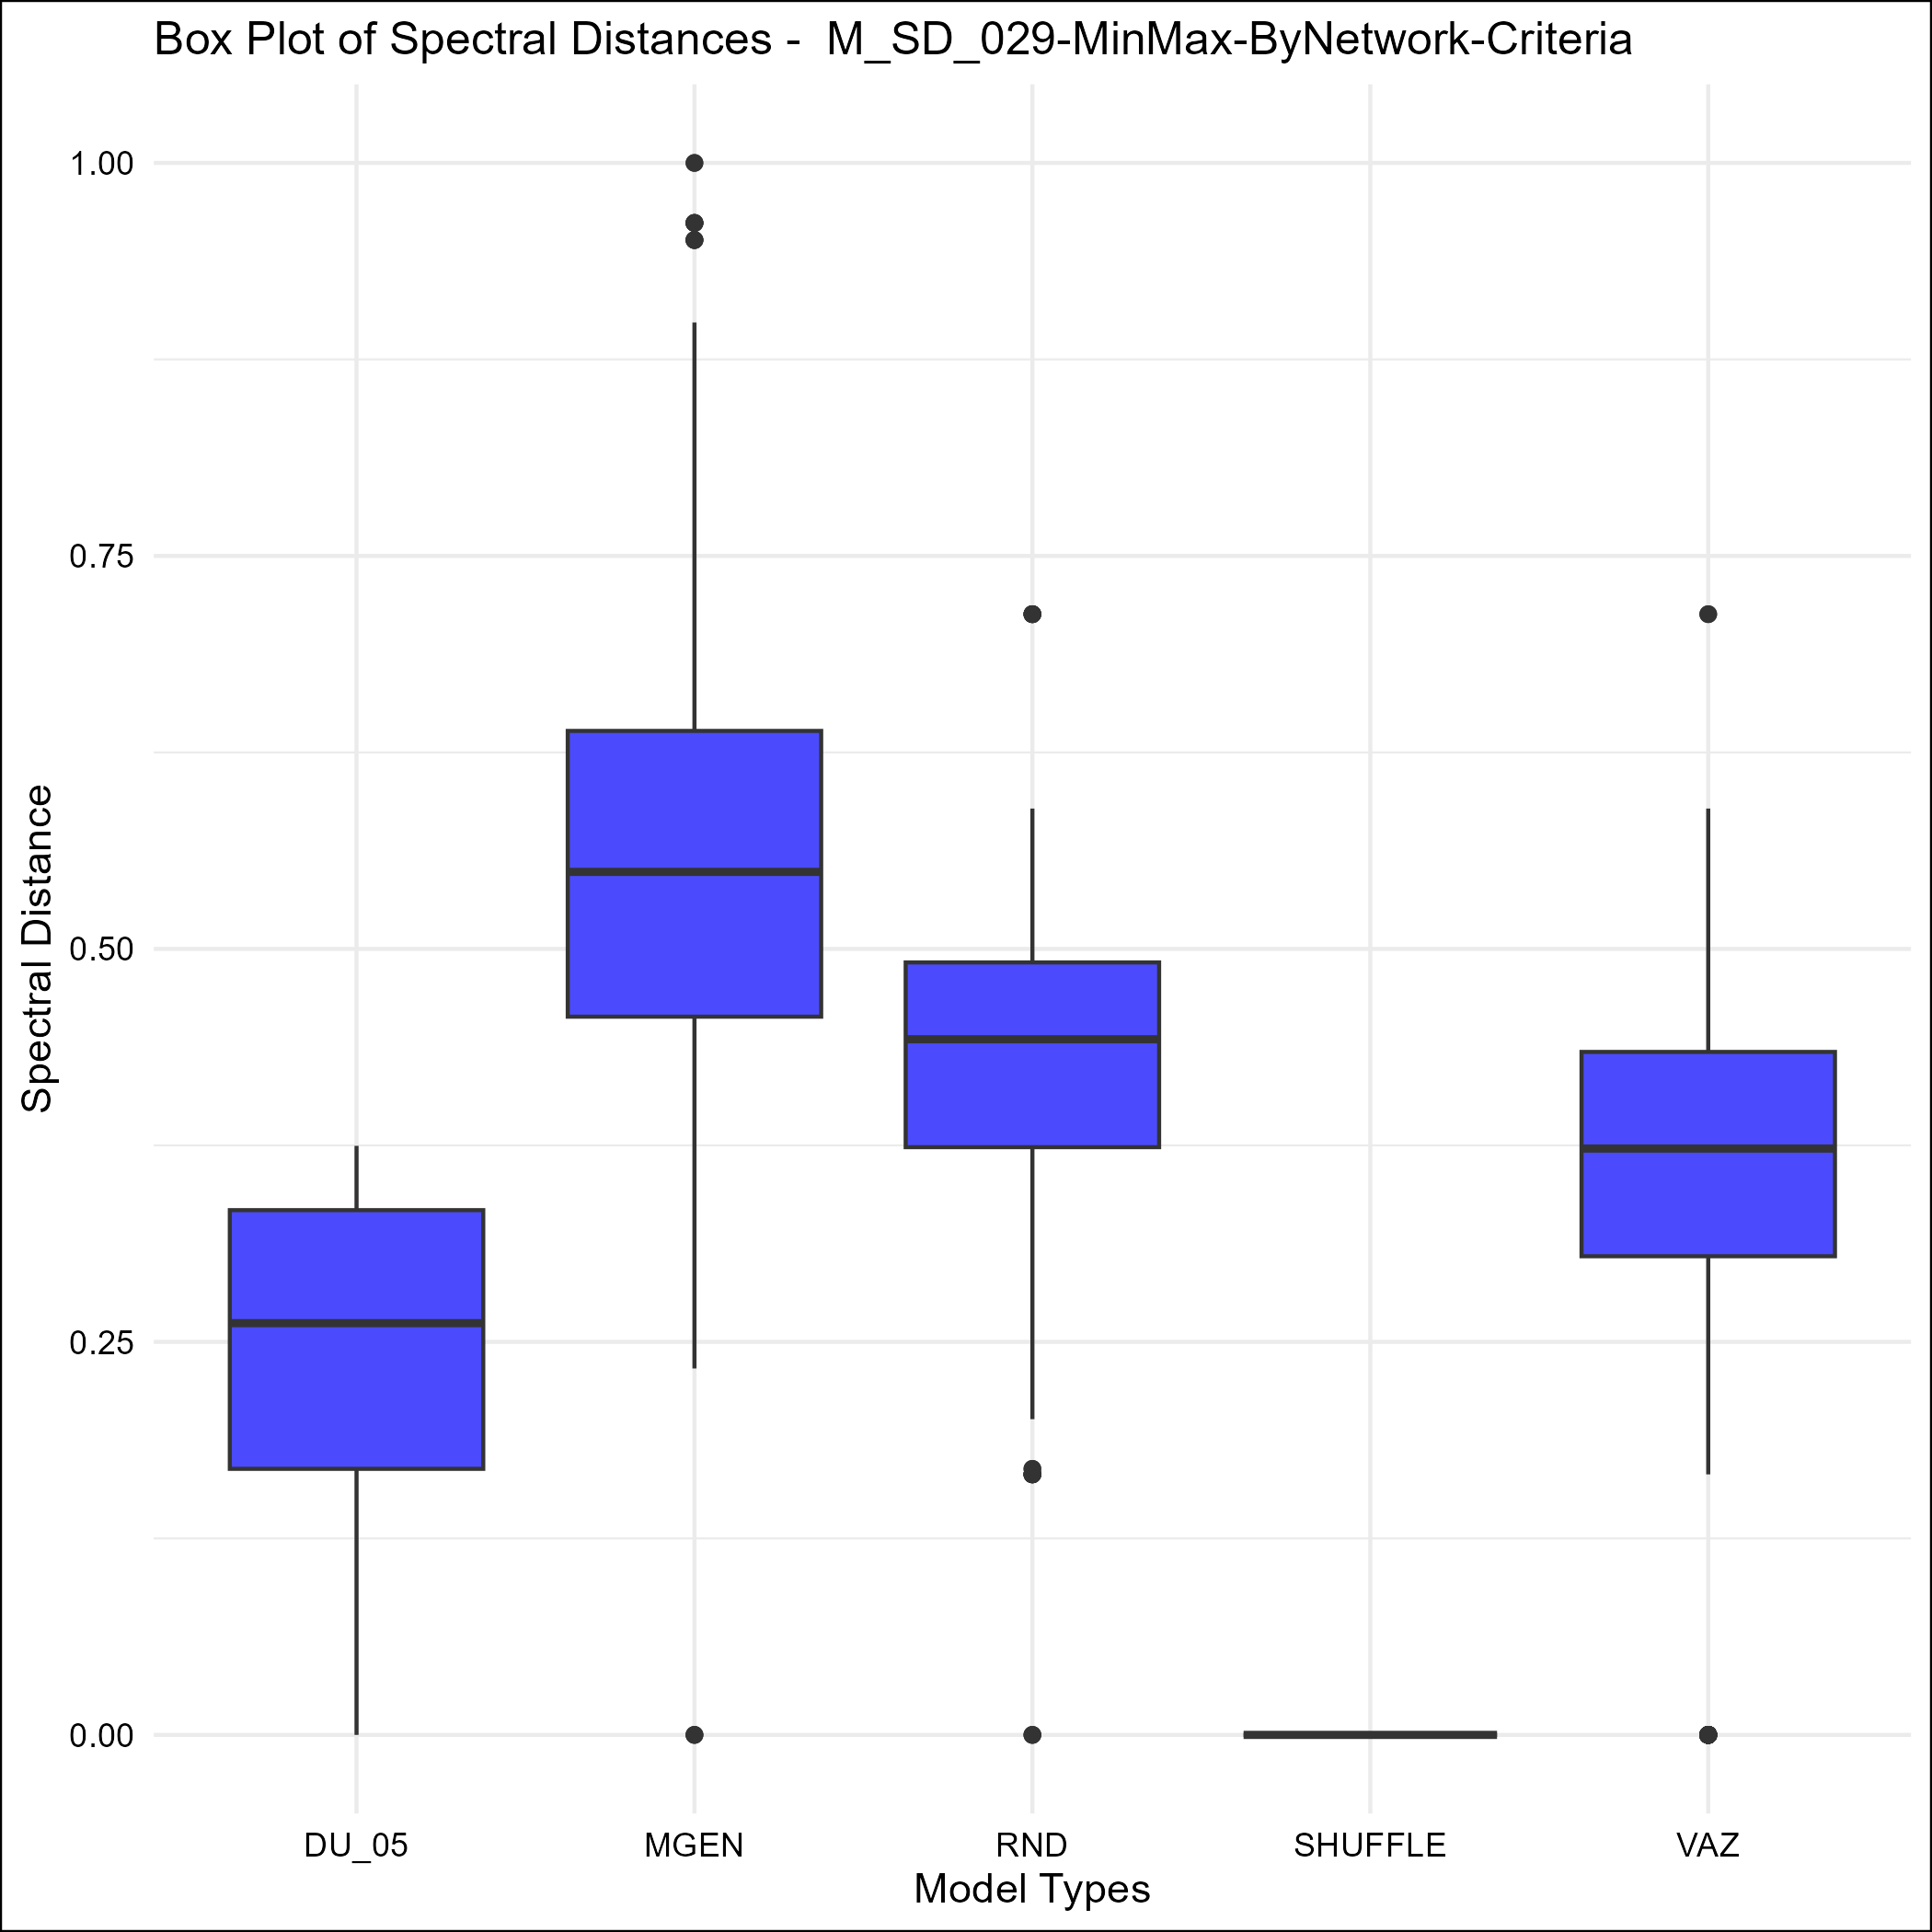 Box Plot of Spectral Distances -  M_SD_029-MinMax-ByNetwork-Criteria
Spectral Distance
1.00
0.75
0.50
0.25
0.00
DU_05 MGEN RND SHUFFLE VAZ
Model Types